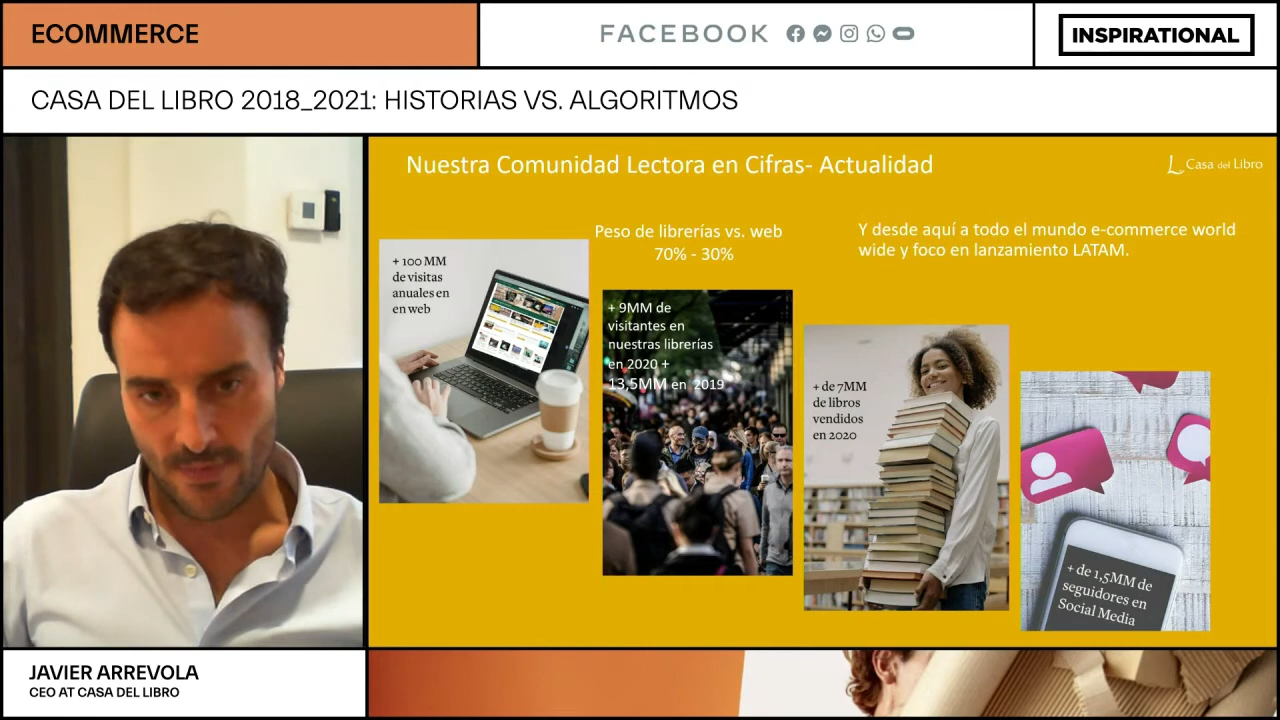 ECOMMERCE
FACEBOOK
INSPIRATIONAL
CASA DEL LIBRO 2018_2021: HISTORIAS VS. ALGORITMOS
Nuestra Comunidad Lectora en Cifras- Actualidad
Casa del Libro
+ 100 MM
de visitas
anuales en
en web
Peso de librerías vs. web
70% - 30%
+ 9MM de
visitantes en
nuestras librerías
en 2020 +
13,5MM en 2019
Y desde aquí a todo el mundo e-commerce world
wide y foco en lanzamiento LATAM.
+ de 7MM
de libros
vendidos
en 2020
+ de 1,5MM de
seguidores en
Social Media
JAVIER ARREVOLA
CEO AT CASA DEL LIBRO